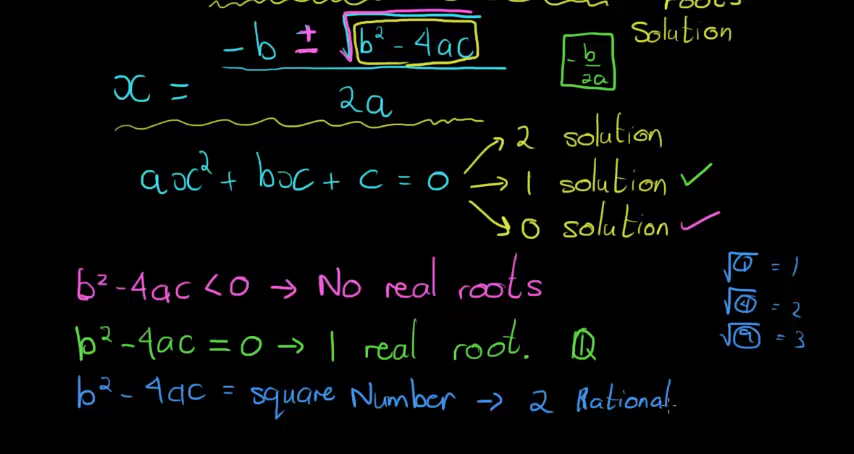 roots
Solution
x = -b ± √b² - 4ac / 2a
-b/2a
ax² + bx + c = 0
2 solution
1 solution ✓
0 solution ✓
b² - 4ac < 0 → No real roots
√1 = 1
√4 = 2
√9 = 3
b² - 4ac = 0 → 1 real root. Q
b² - 4ac = square Number → 2 Rational